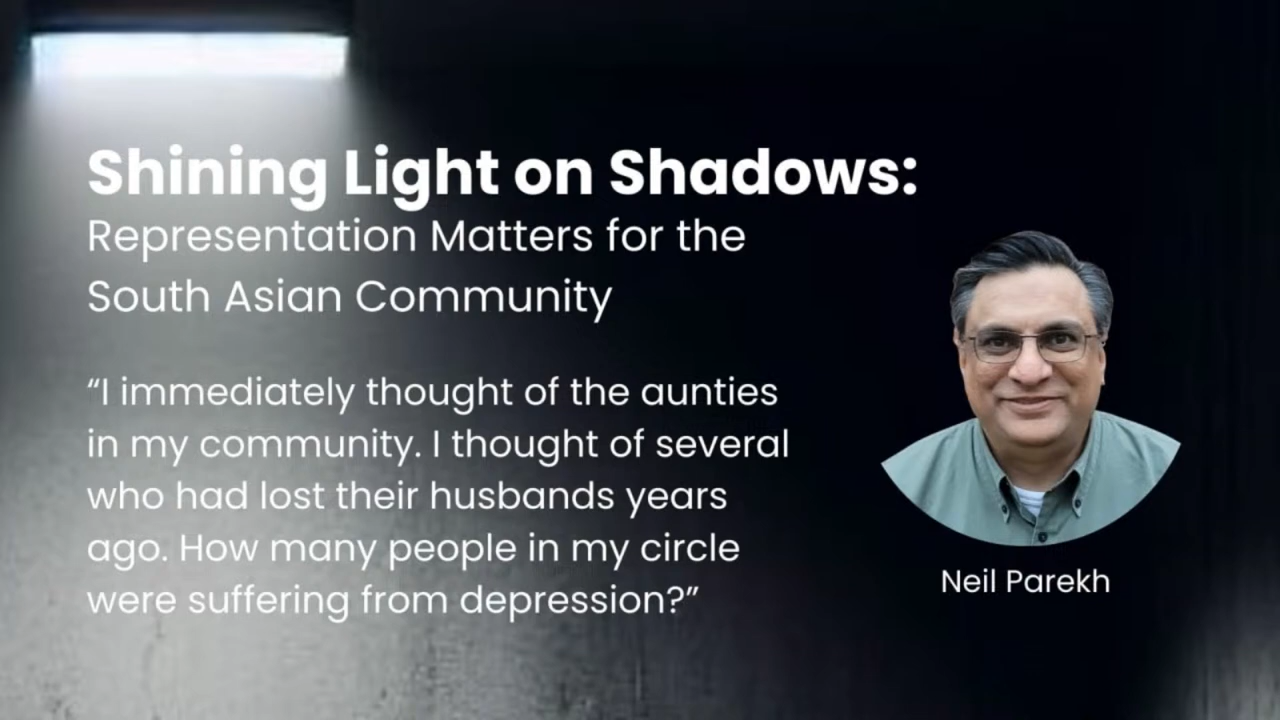 Shining Light on Shadows:
Representation Matters for the
South Asian Community
“I immediately thought of the aunties
in my community. I thought of several
who had lost their husbands years
ago. How many people in my circle
were suffering from depression?”
Neil Parekh